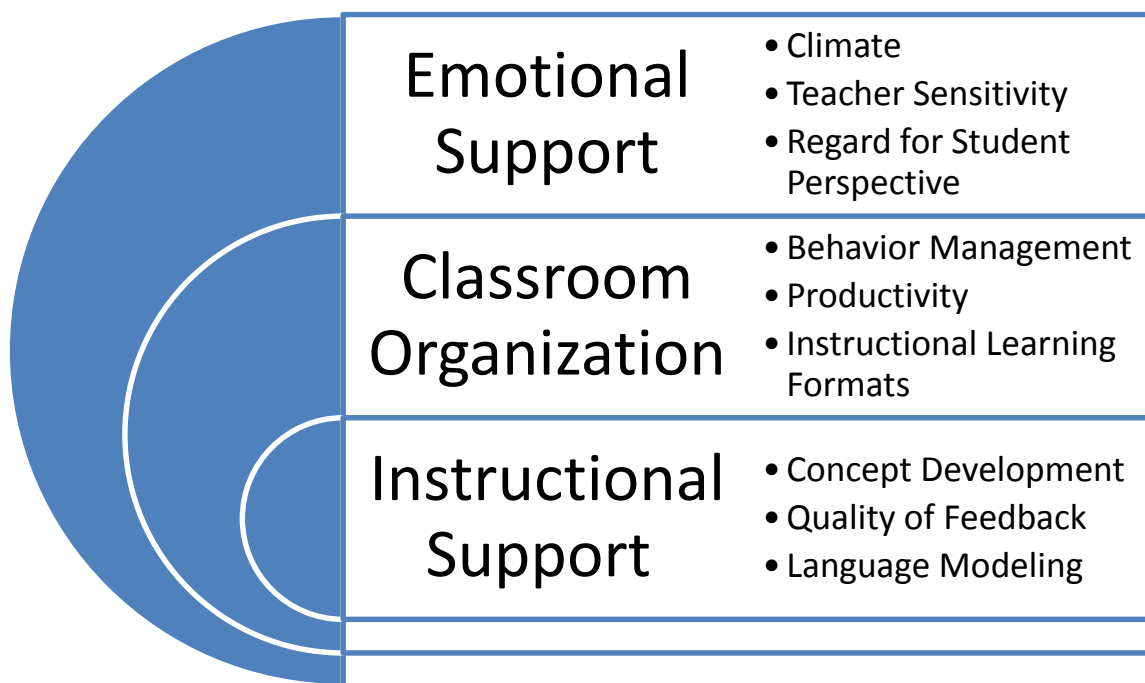 Emotional
Support
• Climate
• Teacher Sensitivity
• Regard for Student
Perspective
Classroom
Organization
• Behavior Management
• Productivity
• Instructional Learning
Formats
Instructional
Support
• Concept Development
• Quality of Feedback
• Language Modeling